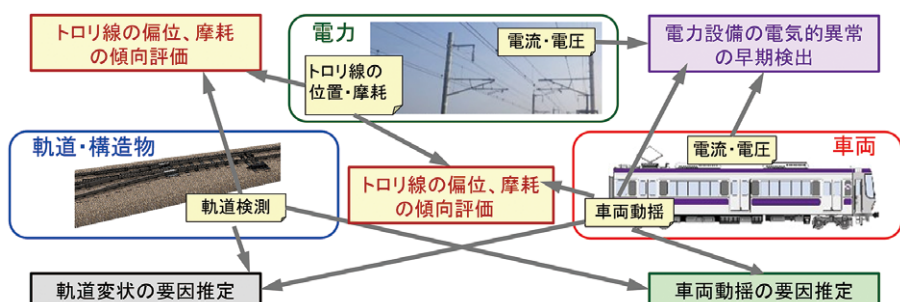 トロリ線の偏位、摩耗
の傾向評価
電力
電流・電圧
トロリ線の
位置・摩耗
電力設備の電気的異常
の早期検出
軌道・構造物
軌道検測
トロリ線の偏位、摩耗
の傾向評価
電流・電圧
車両
車両動揺
軌道変状の要因推定
車両動揺の要因推定